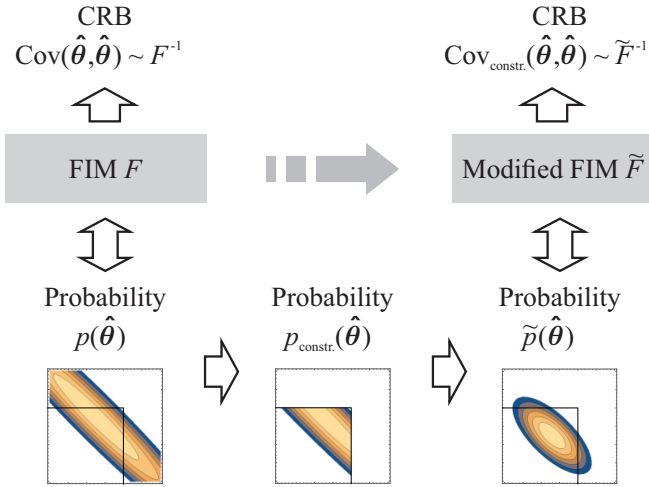 CRB CRB
Cov(θ̂,θ̂) ~ F⁻¹ Cov_constr.(θ̂,θ̂) ~ F̃⁻¹
FIM F Modified FIM F̃
Probability Probability Probability
p(θ̂) p_constr.(θ̂) p̃(θ̂)